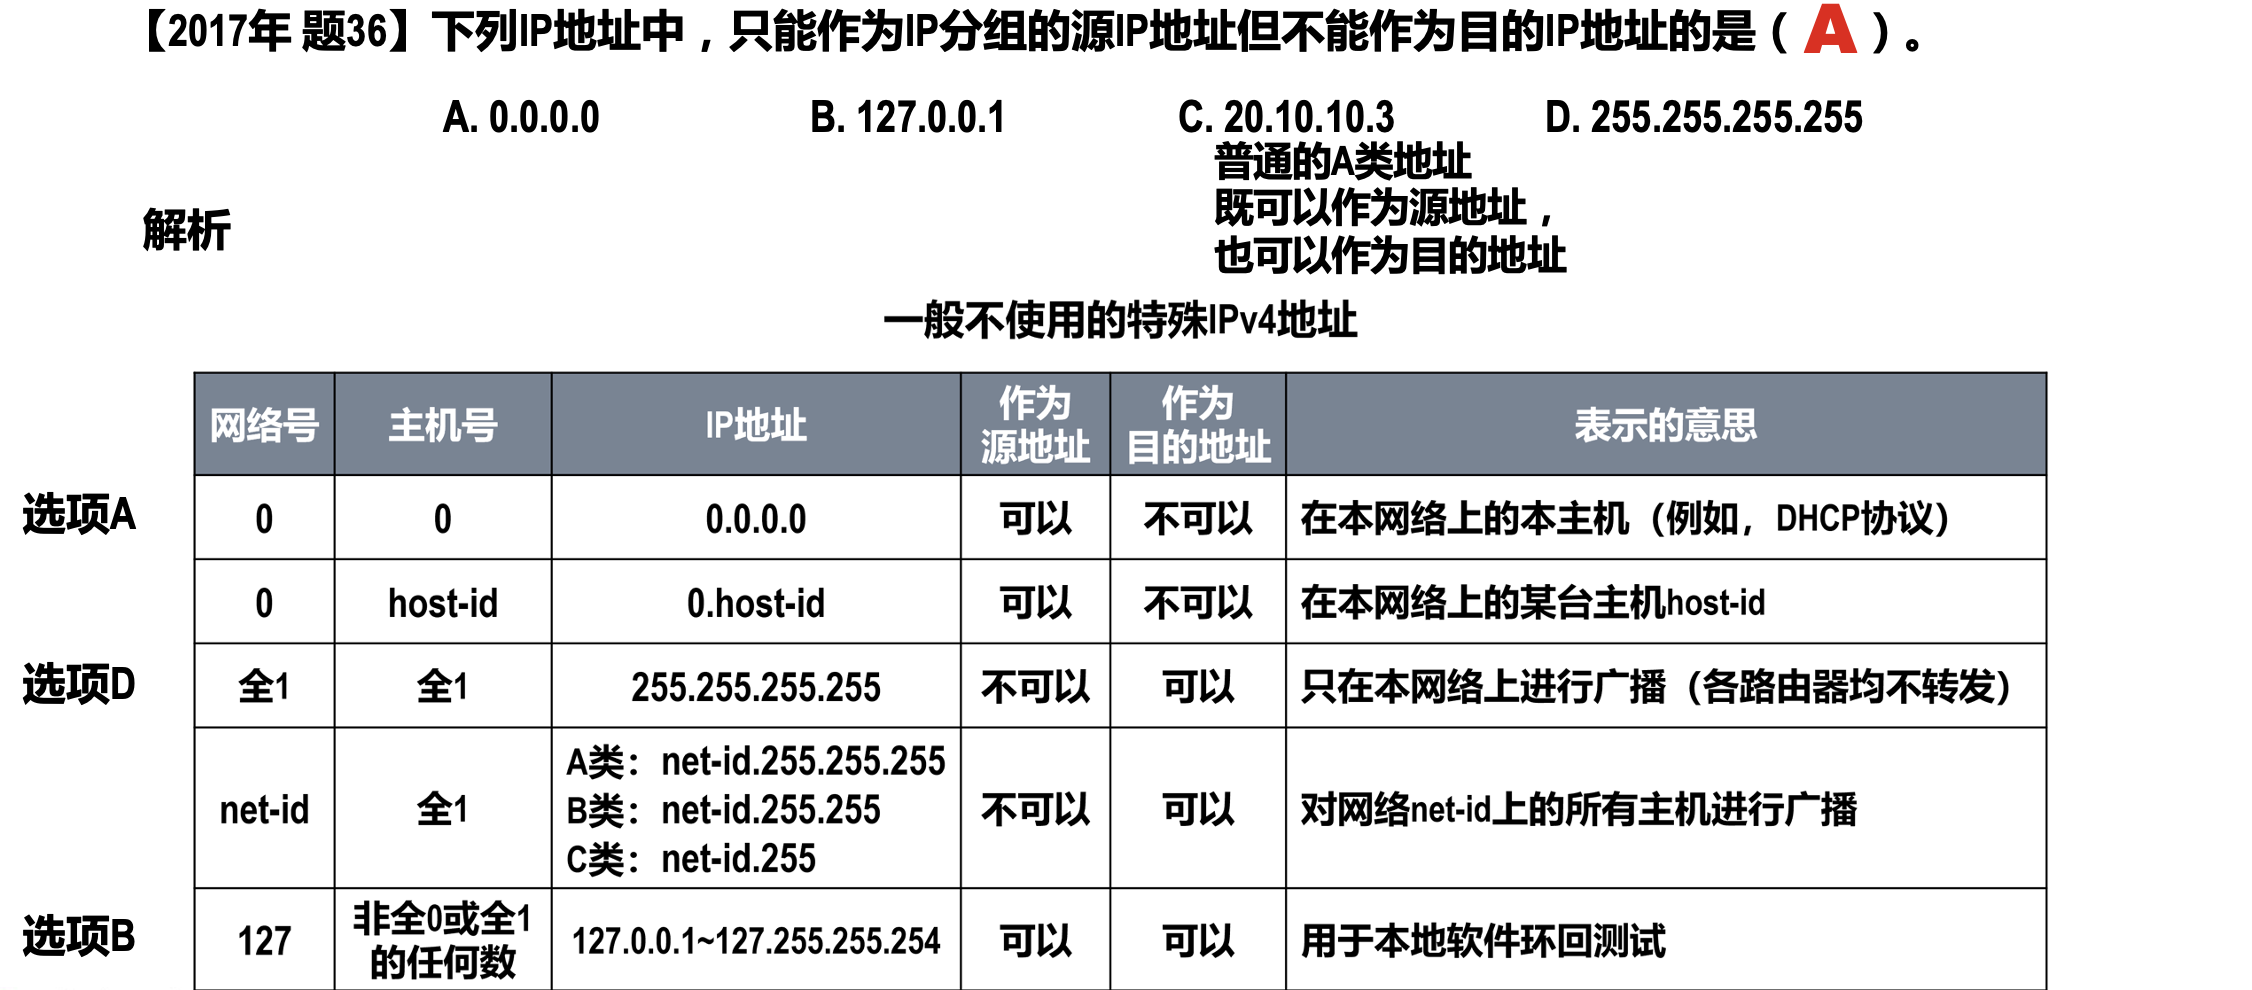 【2017年 题36】下列IP地址中，只能作为IP分组的源IP地址但不能作为目的IP地址的是（ A ）。
A. 0.0.0.0 B. 127.0.0.1 C. 20.10.10.3 D. 255.255.255.255
普通的A类地址
既可以作为源地址，
也可以作为目的地址
解析
一般不使用的特殊IPv4地址
网络号 主机号 IP地址 作为源地址 作为目的地址 表示的意思
选项A 0 0 0.0.0.0 可以 不可以 在本网络上的本主机（例如，DHCP协议）
0 host-id 0.host-id 可以 不可以 在本网络上的某台主机host-id
选项D 全1 全1 255.255.255.255 不可以 可以 只在本网络上进行广播（各路由器均不转发）
net-id 全1 A类：net-id.255.255.255
B类：net-id.255.255
C类：net-id.255
不可以 可以 对网络net-id上的所有主机进行广播
选项B 127 非全0或全1
的任何数
127.0.0.1~127.255.255.254 可以 可以 用于本地软件环回测试